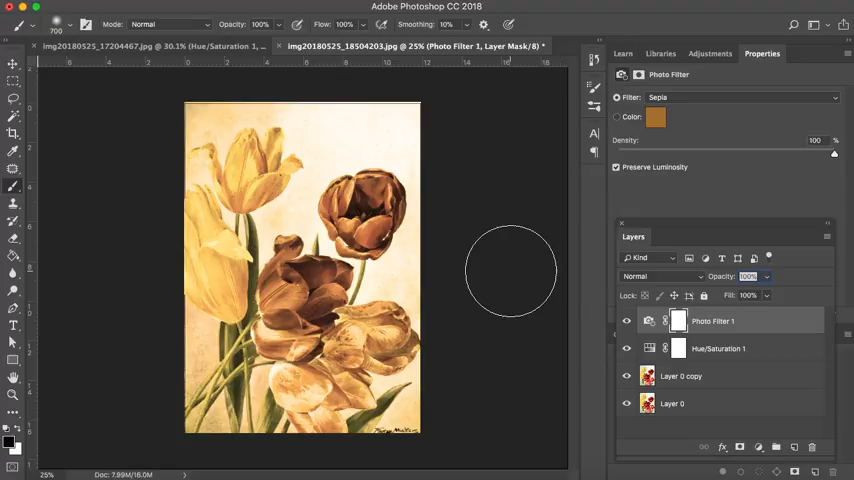 Adobe Photoshop CC 2018
Mode: Normal Opacity: 100% Flow: 100% Smoothing: 10%
img20180525_17204467.jpg @ 30.1% (Hue/Saturation 1, ...
img20180525_18504203.jpg @ 25% (Photo Filter 1, Layer Mask/8) *
700
Learn Libraries Adjustments Properties
Photo Filter
Filter: Sepia
Color:
Density: 100 %
Preserve Luminosity
Layers
Kind
Normal Opacity: 100%
Lock: Fill: 100%
Photo Filter 1
Hue/Saturation 1
Layer 0 copy
Layer 0
25% Doc: 7.99M/16.0M